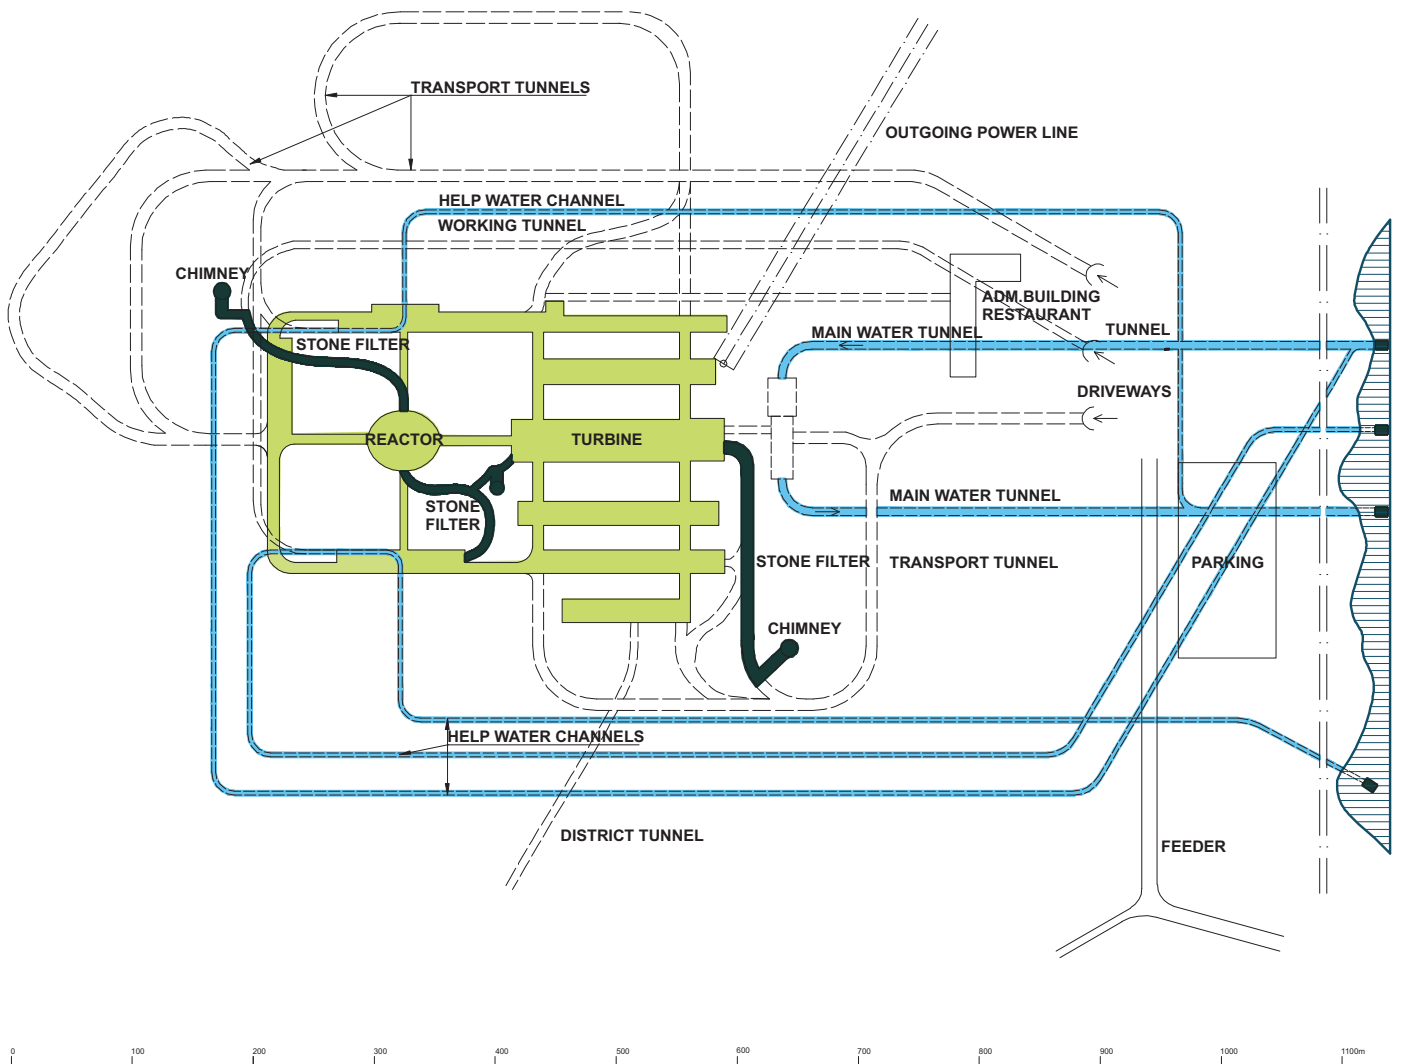 TRANSPORT TUNNELS
OUTGOING POWER LINE
HELP WATER CHANNEL
WORKING TUNNEL
CHIMNEY
ADM.BUILDING
RESTAURANT
MAIN WATER TUNNEL
TUNNEL
STONE FILTER
DRIVEWAYS
REACTOR
TURBINE
MAIN WATER TUNNEL
STONE
FILTER
STONE FILTER
TRANSPORT TUNNEL
PARKING
CHIMNEY
HELP WATER CHANNELS
DISTRICT TUNNEL
FEEDER
0 100 200 300 400 500 600 700 800 900 1000 1100m